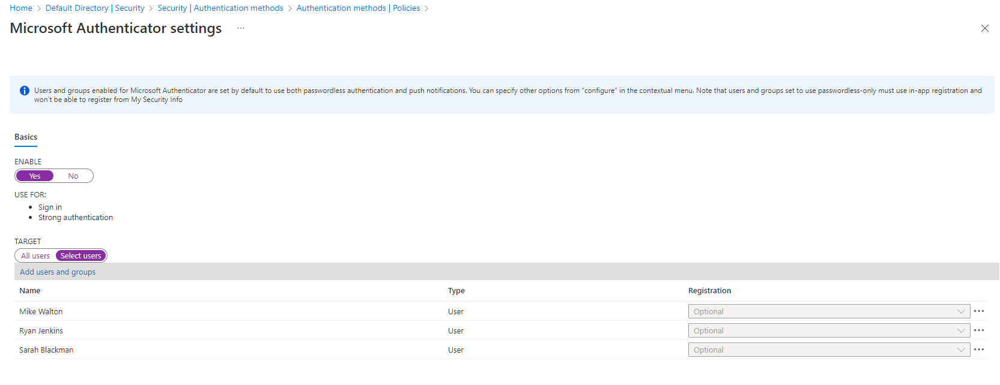 Home > Default Directory | Security > Security | Authentication methods > Authentication methods | Policies >
Microsoft Authenticator settings ...
Users and groups enabled for Microsoft Authenticator are set by default to use both passwordless authentication and push notifications. You can specify other options from “configure” in the contextual menu. Note that users and groups set to use passwordless-only must use in-app registration and
won’t be able to register from My Security Info
Basics
ENABLE
Yes No
USE FOR:
• Sign in
• Strong authentication
TARGET
All users Select users
Add users and groups
Name Type Registration
Mike Walton User Optional
Ryan Jenkins User Optional
Sarah Blackman User Optional